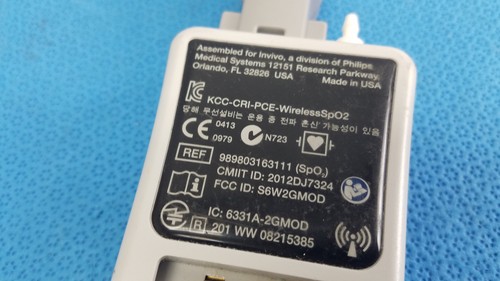 Assembled for Invivo, a division of Philips
Medical Systems 12151 Research Parkway,
Orlando, FL 32826 USA Made in USA
KCC-CRI-PCE-WirelessSpO2
당해 무선설비는 운용 중 전파 혼신 가능성이 있음
CE 0413
0979 N723
REF 989803163111 (SpO₂)
CMIIT ID: 2012DJ7324
FCC ID: S6W2GMOD
IC: 6331A-2GMOD
R 201 WW 08215385